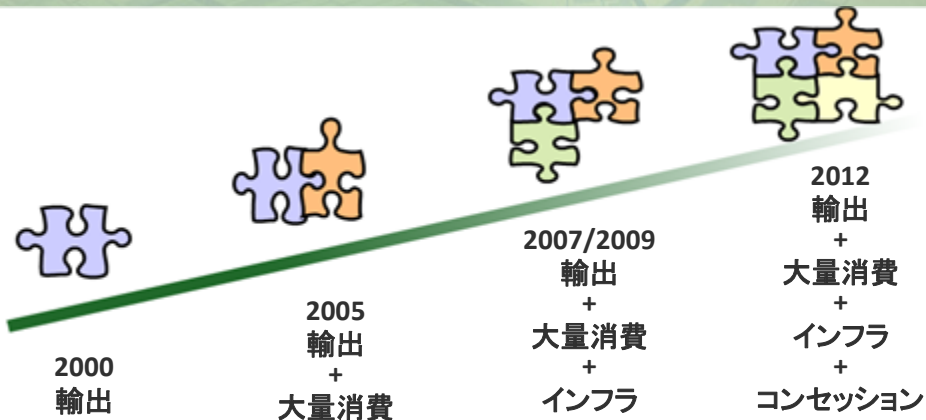 2000
輸出
2005
輸出
+
大量消費
2007/2009
輸出
+
大量消費
+
インフラ
2012
輸出
+
大量消費
+
インフラ
+
コンセッション